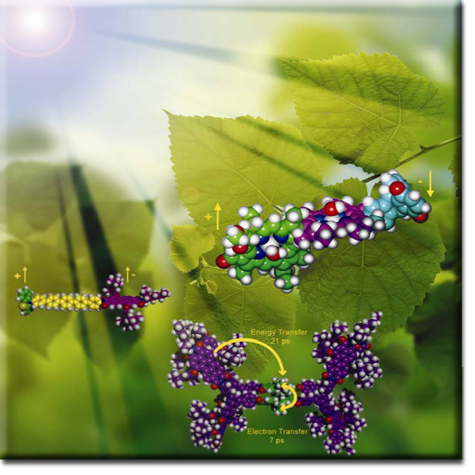 +
-
+
+
Energy Transfer
21 ps
Electron Transfer
7 ps